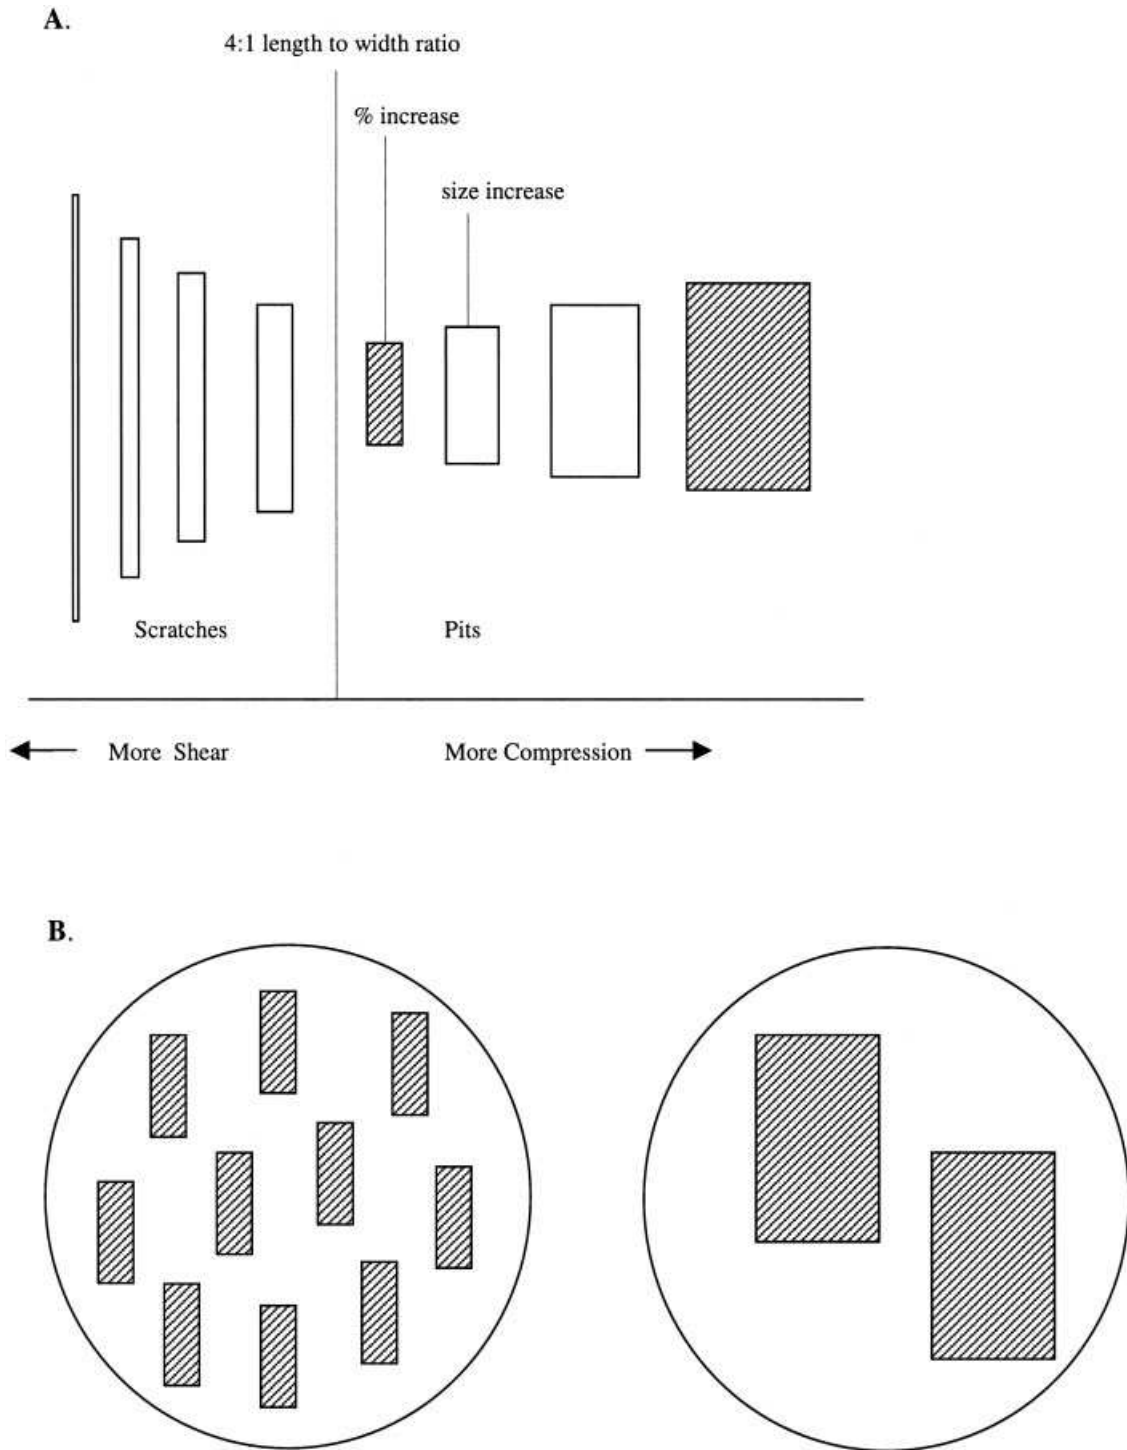 A.
4:1 length to width ratio
% increase
size increase
Scratches
Pits
More Shear
More Compression
B.